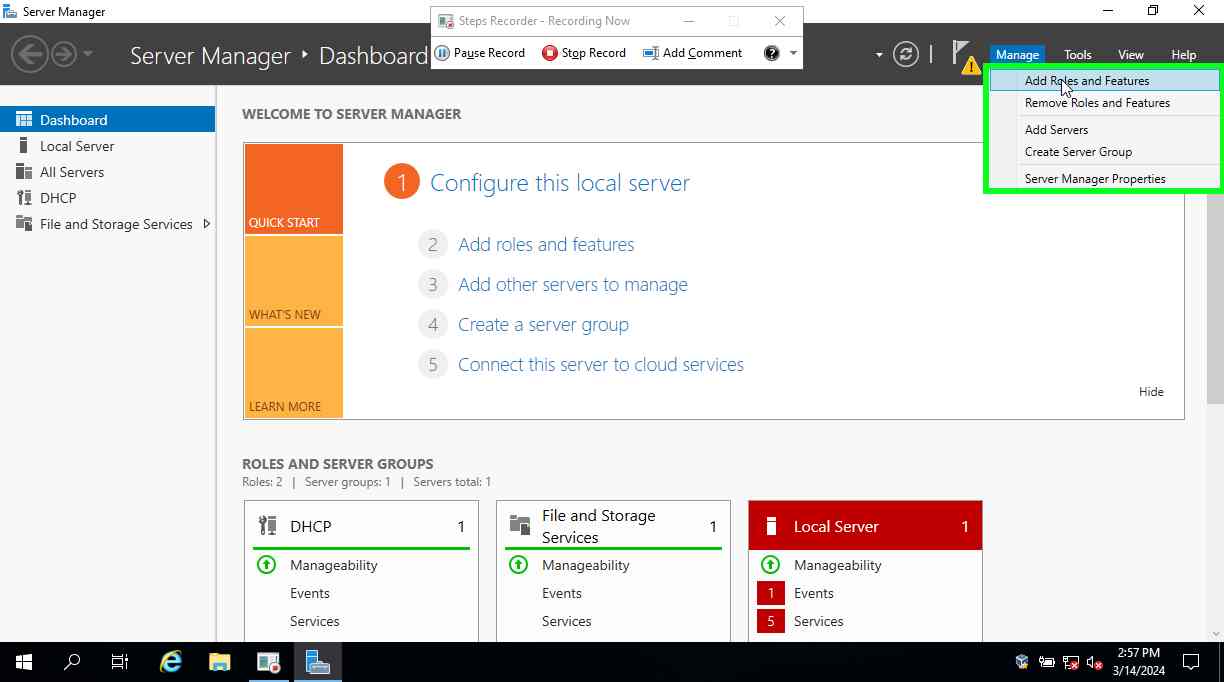 Server Manager
Steps Recorder - Recording Now
Pause Record
Stop Record
Add Comment
?
Server Manager
Dashboard
Manage
Tools
View
Help
Add Roles and Features
Remove Roles and Features
Add Servers
Create Server Group
Server Manager Properties
Dashboard
Local Server
All Servers
DHCP
File and Storage Services
WELCOME TO SERVER MANAGER
QUICK START
WHAT'S NEW
LEARN MORE
1 Configure this local server
2 Add roles and features
3 Add other servers to manage
4 Create a server group
5 Connect this server to cloud services
Hide
ROLES AND SERVER GROUPS
Roles: 2 | Server groups: 1 | Servers total: 1
DHCP 1
Manageability
Events
Services
File and Storage
Services 1
Manageability
Events
Services
Local Server 1
Manageability
1 Events
5 Services
2:57 PM
3/14/2024